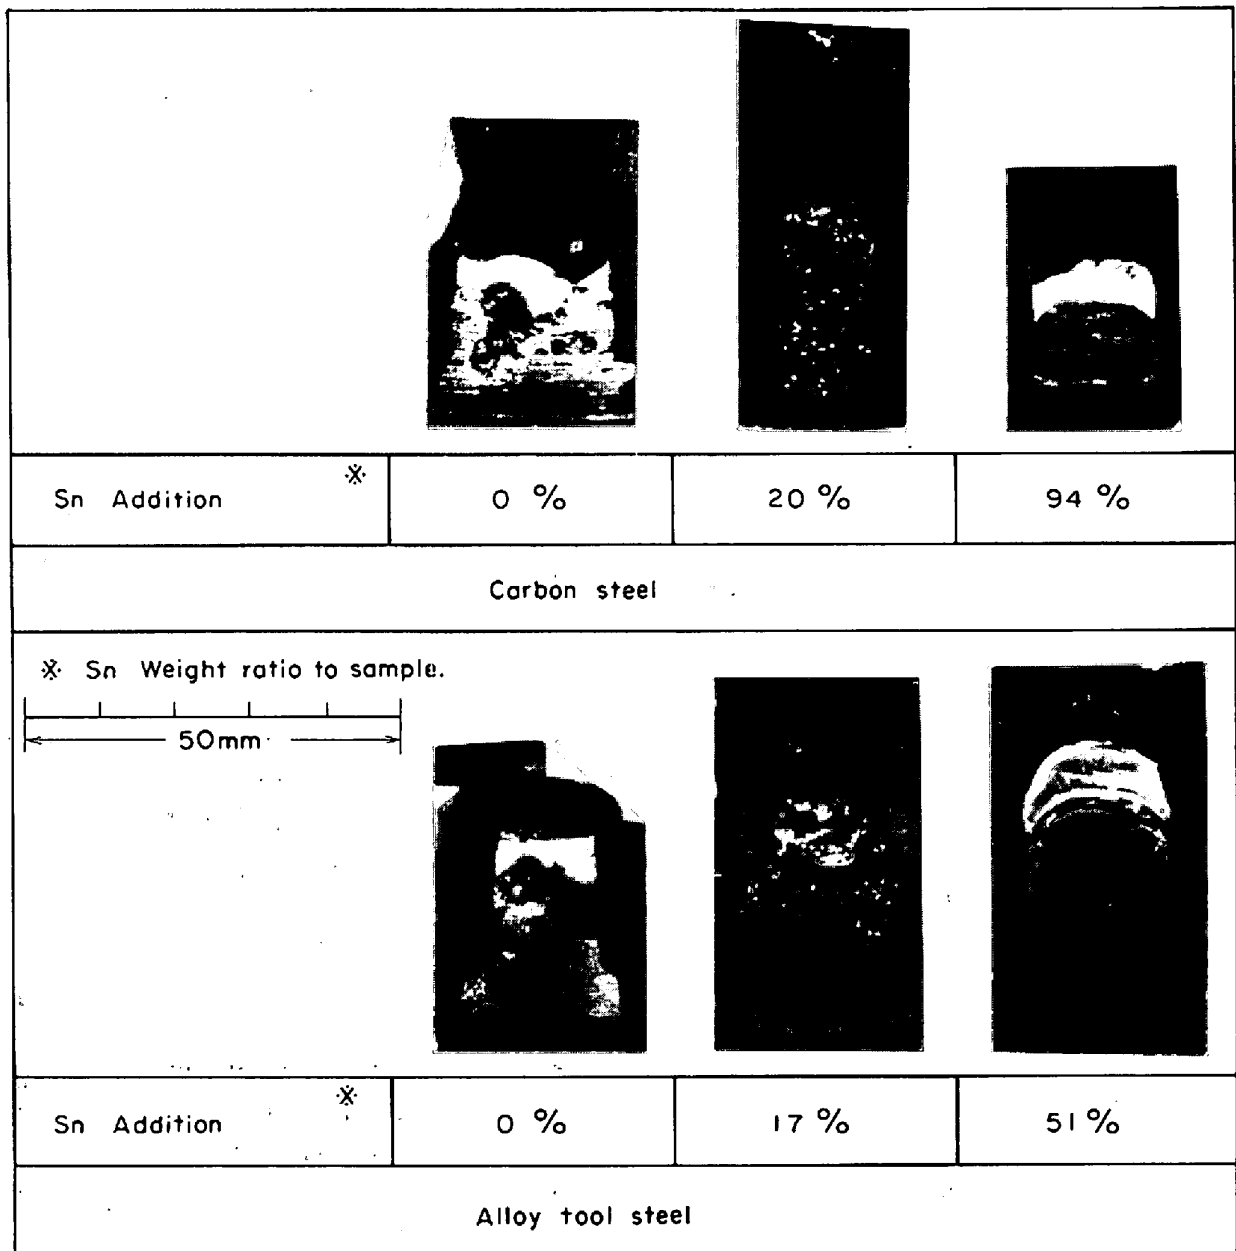 Sn Addition ※ 0 % 20 % 94 %
Carbon steel
※ Sn Weight ratio to sample.
50mm
Sn Addition ※ 0 % 17 % 51 %
Alloy tool steel